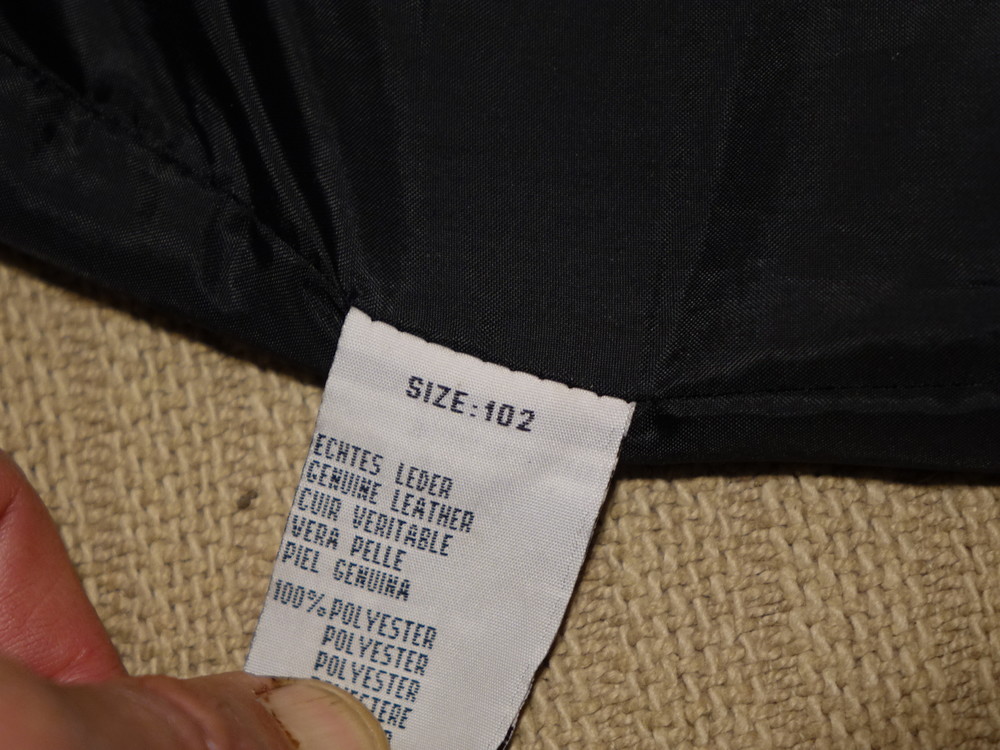 SIZE:102
ECHTES LEDER
GENUINE LEATHER
CUIR VERITABLE
VERA PELLE
PIEL GENUINA
100%POLYESTER
POLYESTER
POLYESTER